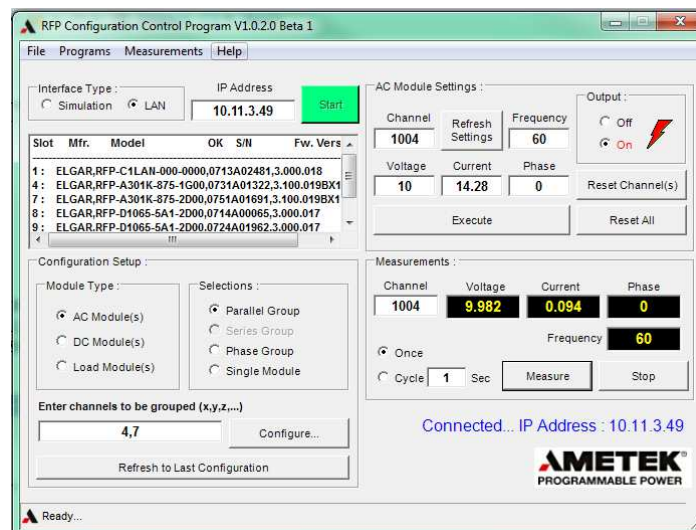 RFP Configuration Control Program V1.0.2.0 Beta 1
File Programs Measurements Help
Interface Type :
Simulation LAN
IP Address
10.11.3.49
Start
Slot Mfr. Model OK S/N Fw. Vers
1 : ELGAR,RFP-C1LAN-000-0000,0713A02481,3.000.018
4 : ELGAR,RFP-A301K-875-1G00,0731A01322,3.100.019BX1
7 : ELGAR,RFP-A301K-875-2D00,0751A01691,3.100.019BX1
8 : ELGAR,RFP-D1065-5A1-2D00,0714A00065,3.000.017
9 : ELGAR,RFP-D1065-5A1-2D00,0724A01962,3.000.017
AC Module Settings :
Channel
1004
Refresh Settings
Frequency
60
Output :
Off
On
Voltage Current Phase
10 14.28 0
Reset Channel(s)
Execute
Reset All
Configuration Setup :
Module Type :
AC Module(s)
DC Module(s)
Load Module(s)
Selections :
Parallel Group
Series Group
Phase Group
Single Module
Enter channels to be grouped (x,y,z,...)
4,7
Configure...
Refresh to Last Configuration
Measurements :
Channel Voltage Current Phase
1004 9.982 0.094 0
Frequency 60
Once
Cycle 1 Sec
Measure
Stop
Connected... IP Address : 10.11.3.49
AMETEK®
PROGRAMMABLE POWER
Ready...